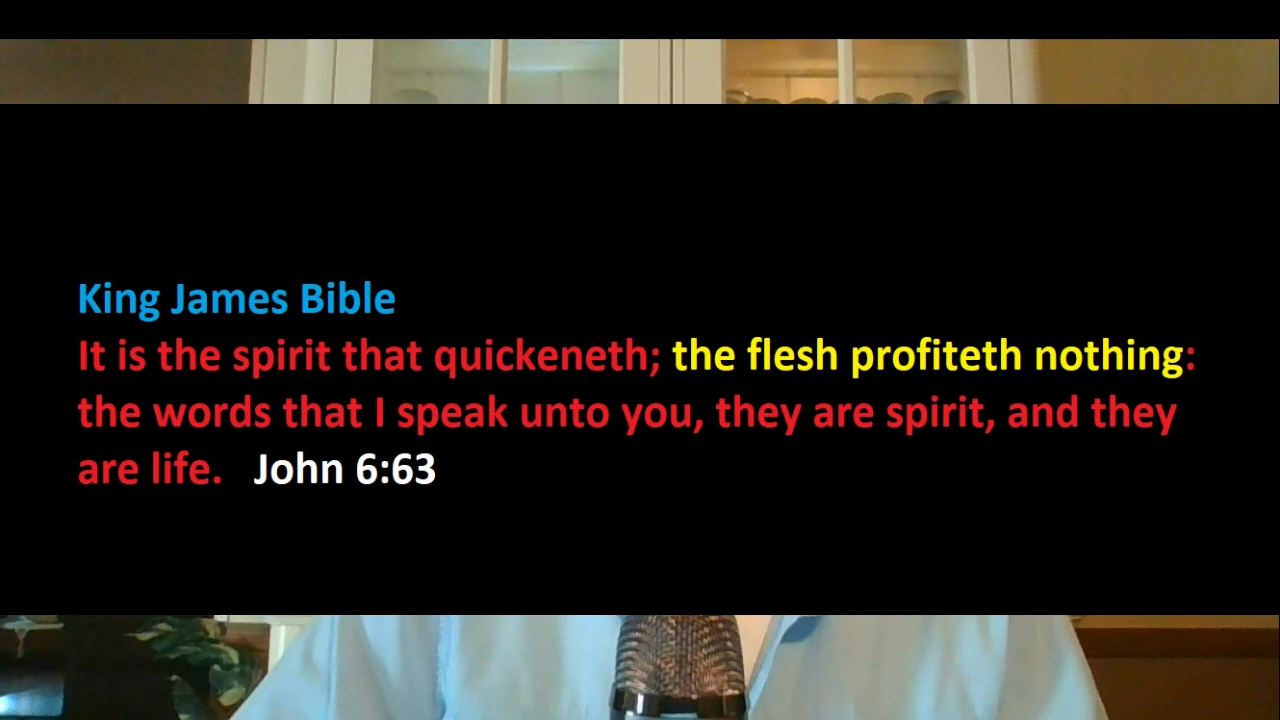 King James Bible
It is the spirit that quickeneth; the flesh profiteth nothing:
the words that I speak unto you, they are spirit, and they
are life. John 6:63